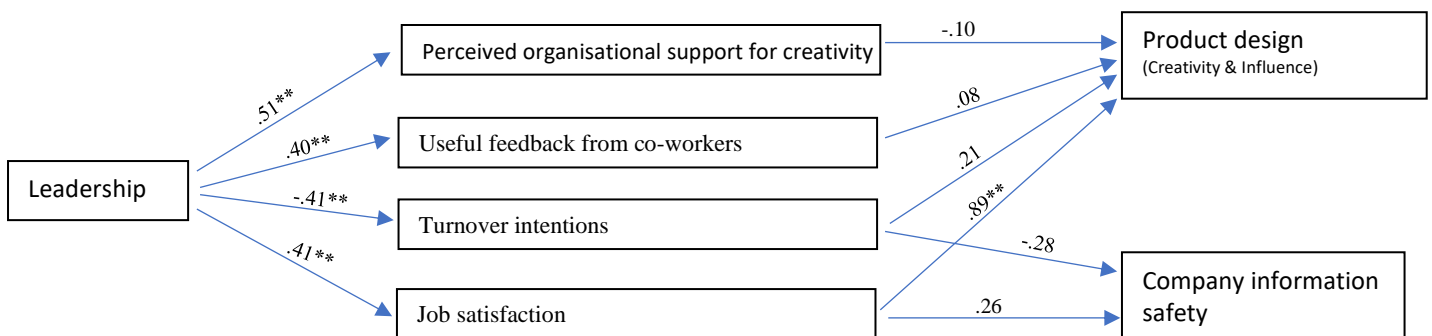 Perceived organisational support for creativity
-.10
Product design
(Creativity & Influence)
.51**
.08
.40**
Useful feedback from co-workers
.21
Leadership
-.41**
.89**
Turnover intentions
-.28
.41**
Company information
safety
Job satisfaction
.26